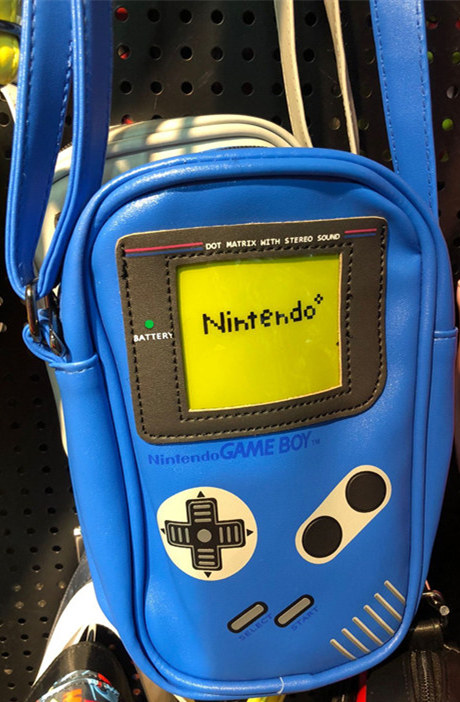 DOT MATRIX WITH STEREO SOUND
Nintendo®
BATTERY
Nintendo GAME BOY™
SELECT
START